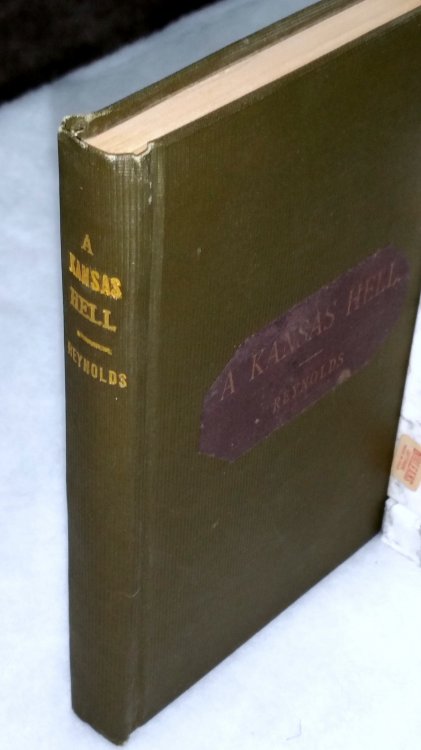 A
KANSAS
HELL
REYNOLDS
A KANSAS HELL
REYNOLDS